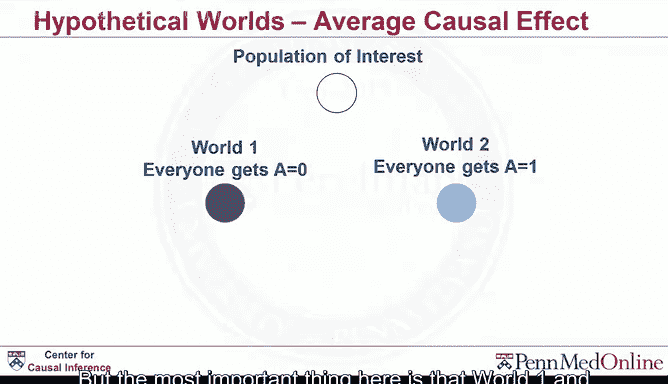 Hypothetical Worlds – Average Causal Effect
Population of Interest
World 1
Everyone gets A=0
World 2
Everyone gets A=1
Center for
Causal Inference
PennMedOnline
But the most important thing here is that World 1 and